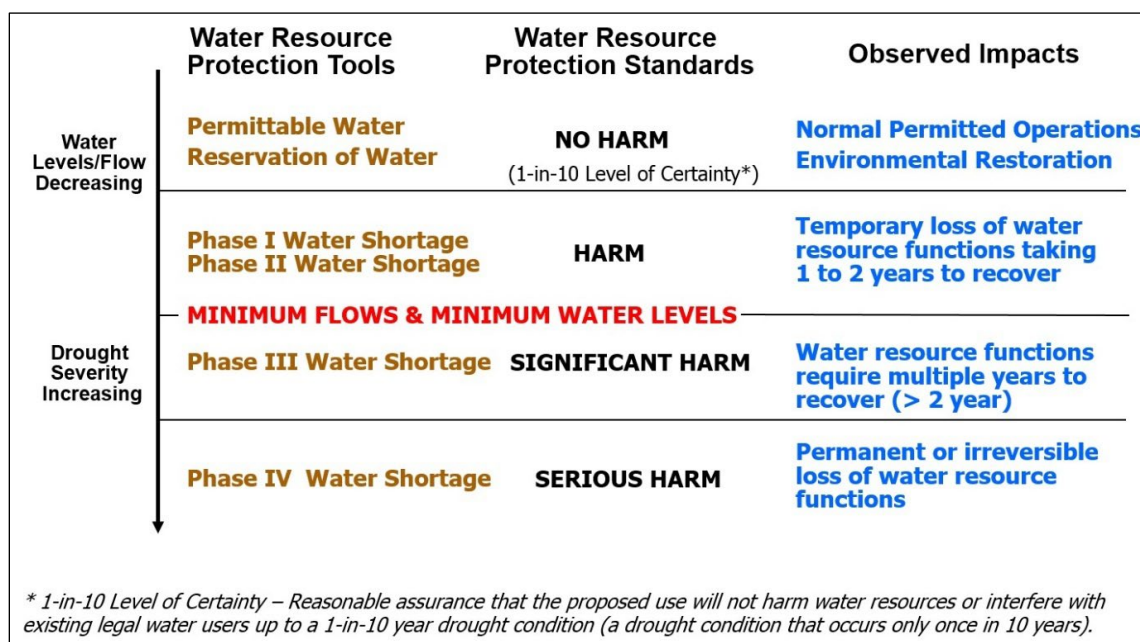 Water Resource
Protection Tools
Water Resource
Protection Standards
Observed Impacts
Water
Levels/Flow
Decreasing
Permittable Water
Reservation of Water
NO HARM
(1-in-10 Level of Certainty*)
Normal Permitted Operations
Environmental Restoration
Phase I Water Shortage
Phase II Water Shortage
HARM
Temporary loss of water
resource functions taking
1 to 2 years to recover
MINIMUM FLOWS & MINIMUM WATER LEVELS
Drought
Severity
Increasing
Phase III Water Shortage
SIGNIFICANT HARM
Water resource functions
require multiple years to
recover (> 2 year)
Phase IV  Water Shortage
SERIOUS HARM
Permanent or irreversible
loss of water resource
functions
* 1-in-10 Level of Certainty – Reasonable assurance that the proposed use will not harm water resources or interfere with
existing legal water users up to a 1-in-10 year drought condition (a drought condition that occurs only once in 10 years).